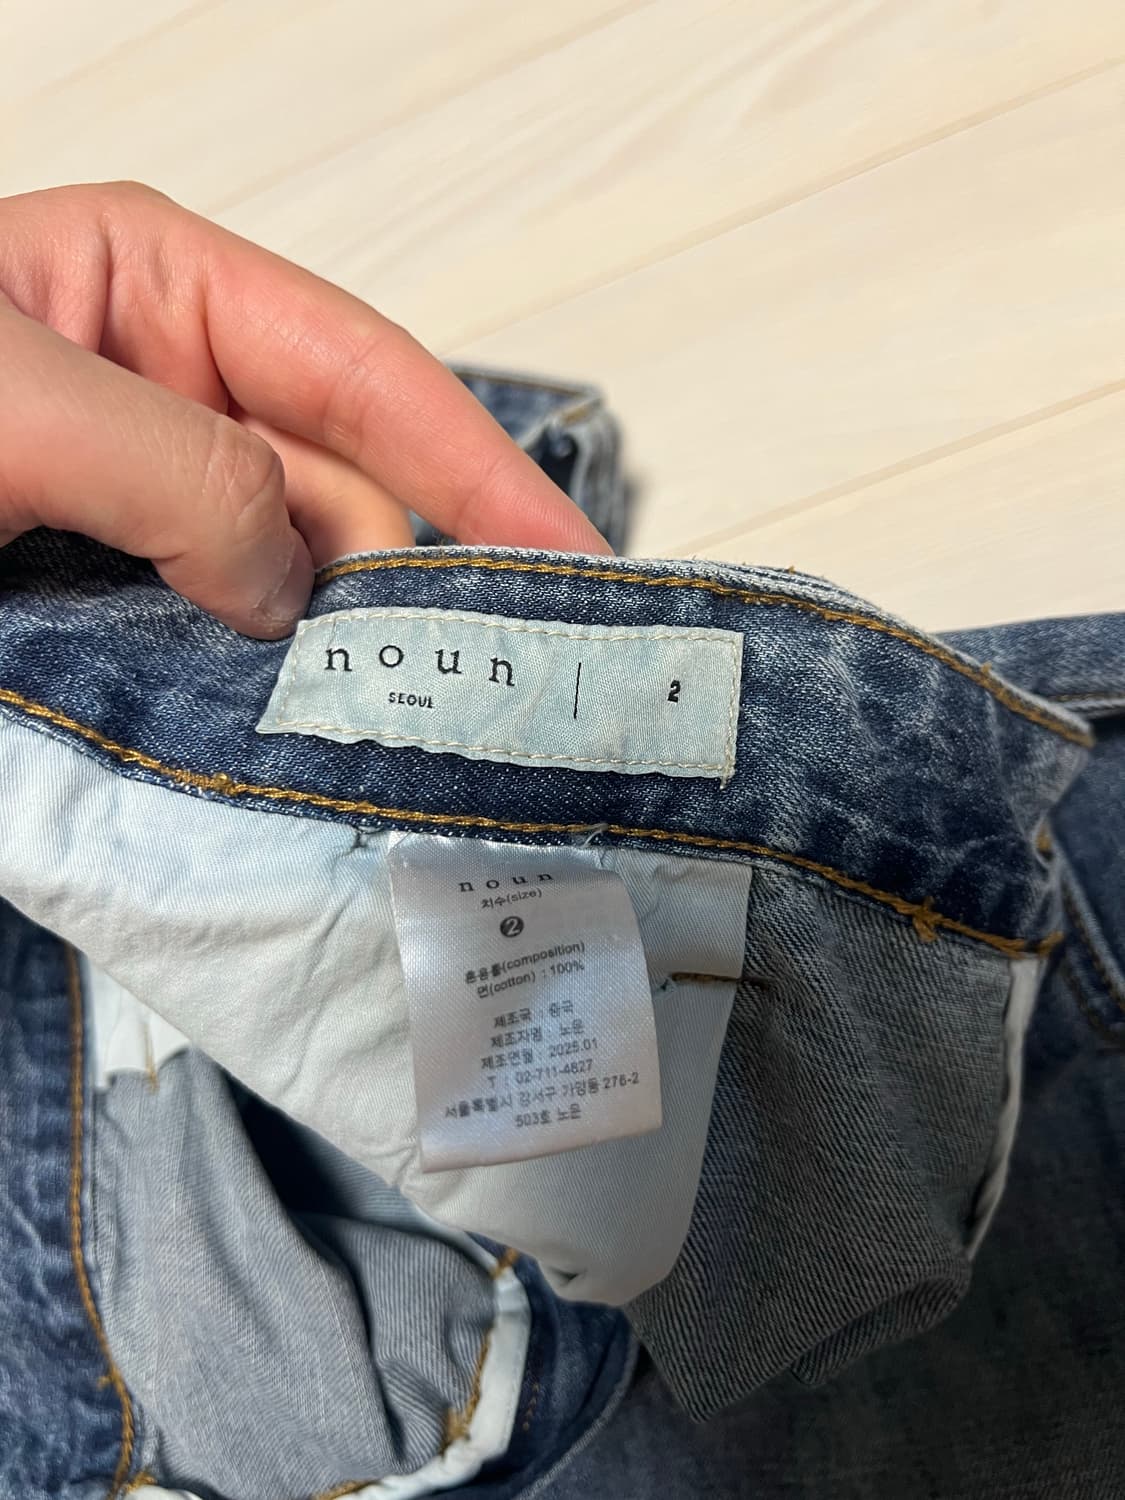 noun
SEOUL
2
noun
치수(size)
2
혼용률(composition)
면(cotton) : 100%
제조국 : 중국
제조자명 : 노운
제조연월 : 2025.01
T : 02-711-4827
서울특별시 강서구 가양동 276-2
503호 노운